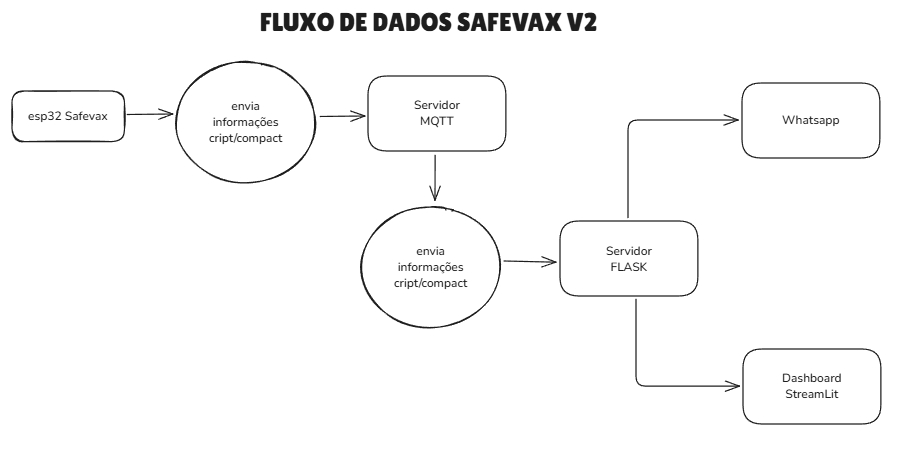 FLUXO DE DADOS SAFEVAX V2
esp32 Safevax
envia
informações
cript/compact
Servidor
MQTT
Whatsapp
envia
informações
cript/compact
Servidor
FLASK
Dashboard
StreamLit